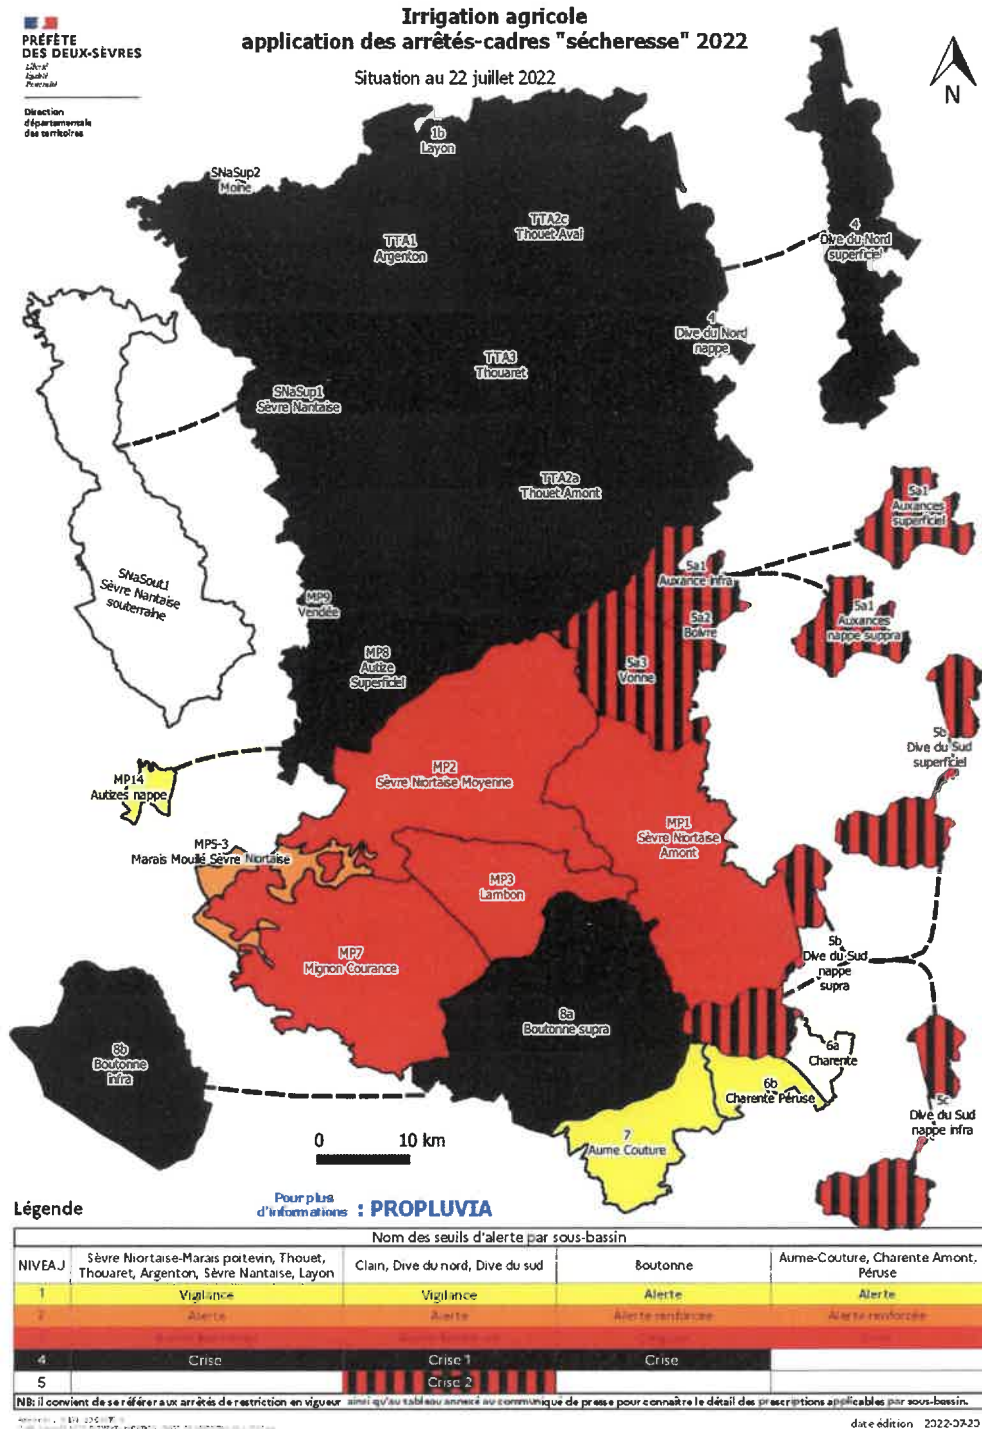 Irrigation agricole
application des arrêtés-cadres "sécheresse" 2022
Situation au 22 juillet 2022
PRÉFÈTE
DES DEUX-SÈVRES
Liberté
Égalité
Fraternité
Direction
départementale
des territoires
N
1b
Layon
SNaSup2
Moine
TTA2c
Thouet Aval
TTA1
Argenton
4
Dive du Nord
superficiel
4
Dive du Nord
nappe
TTA3
Thouaret
SNaSup1
Sèvre Nantaise
TTA2a
Thouet Amont
5a1
Auxances
superficiel
5a1
Auxance infra
SNaSout1
Sèvre Nantaise
souterraine
MP9
Vendée
5a2
Boivre
5a1
Auxances
nappe suppra
MP8
Autize
Superficiel
5a3
Vonne
5b
Dive du Sud
superficiel
MP14
Autizes nappe
MP2
Sèvre Niortaise Moyenne
MP1
Sèvre Niortaise
Amont
MP5-3
Marais Mouillé Sèvre Niortaise
MP3
Lambon
MP7
Mignon Courance
5b
Dive du Sud
nappe
supra
8a
Boutonne supra
8b
Boutonne
infra
6a
Charente
6b
Charente Péruse
5c
Dive du Sud
nappe infra
7
Aume Couture
0 10 km
Légende
Pour plus
d'informations : PROPLUVIA
Nom des seuils d'alerte par sous-bassin
NIVEAU
Sèvre Niortaise-Marais poitevin, Thouet,
Thouaret, Argenton, Sèvre Nantaise, Layon
Clain, Dive du nord, Dive du sud
Boutonne
Aume-Couture, Charente Amont,
Péruse
1 Vigilance Vigilance Alerte Alerte
2 Alerte Alerte Alerte renforcée Alerte renforcée
4 Crise Crise 1 Crise
5 Crise 2
NB: il convient de se référer aux arrêtés de restriction en vigueur ainsi qu'au tableau annexé au communiqué de presse pour connaître le détail des prescriptions applicables par sous-bassin.
date édition 2022-07-20